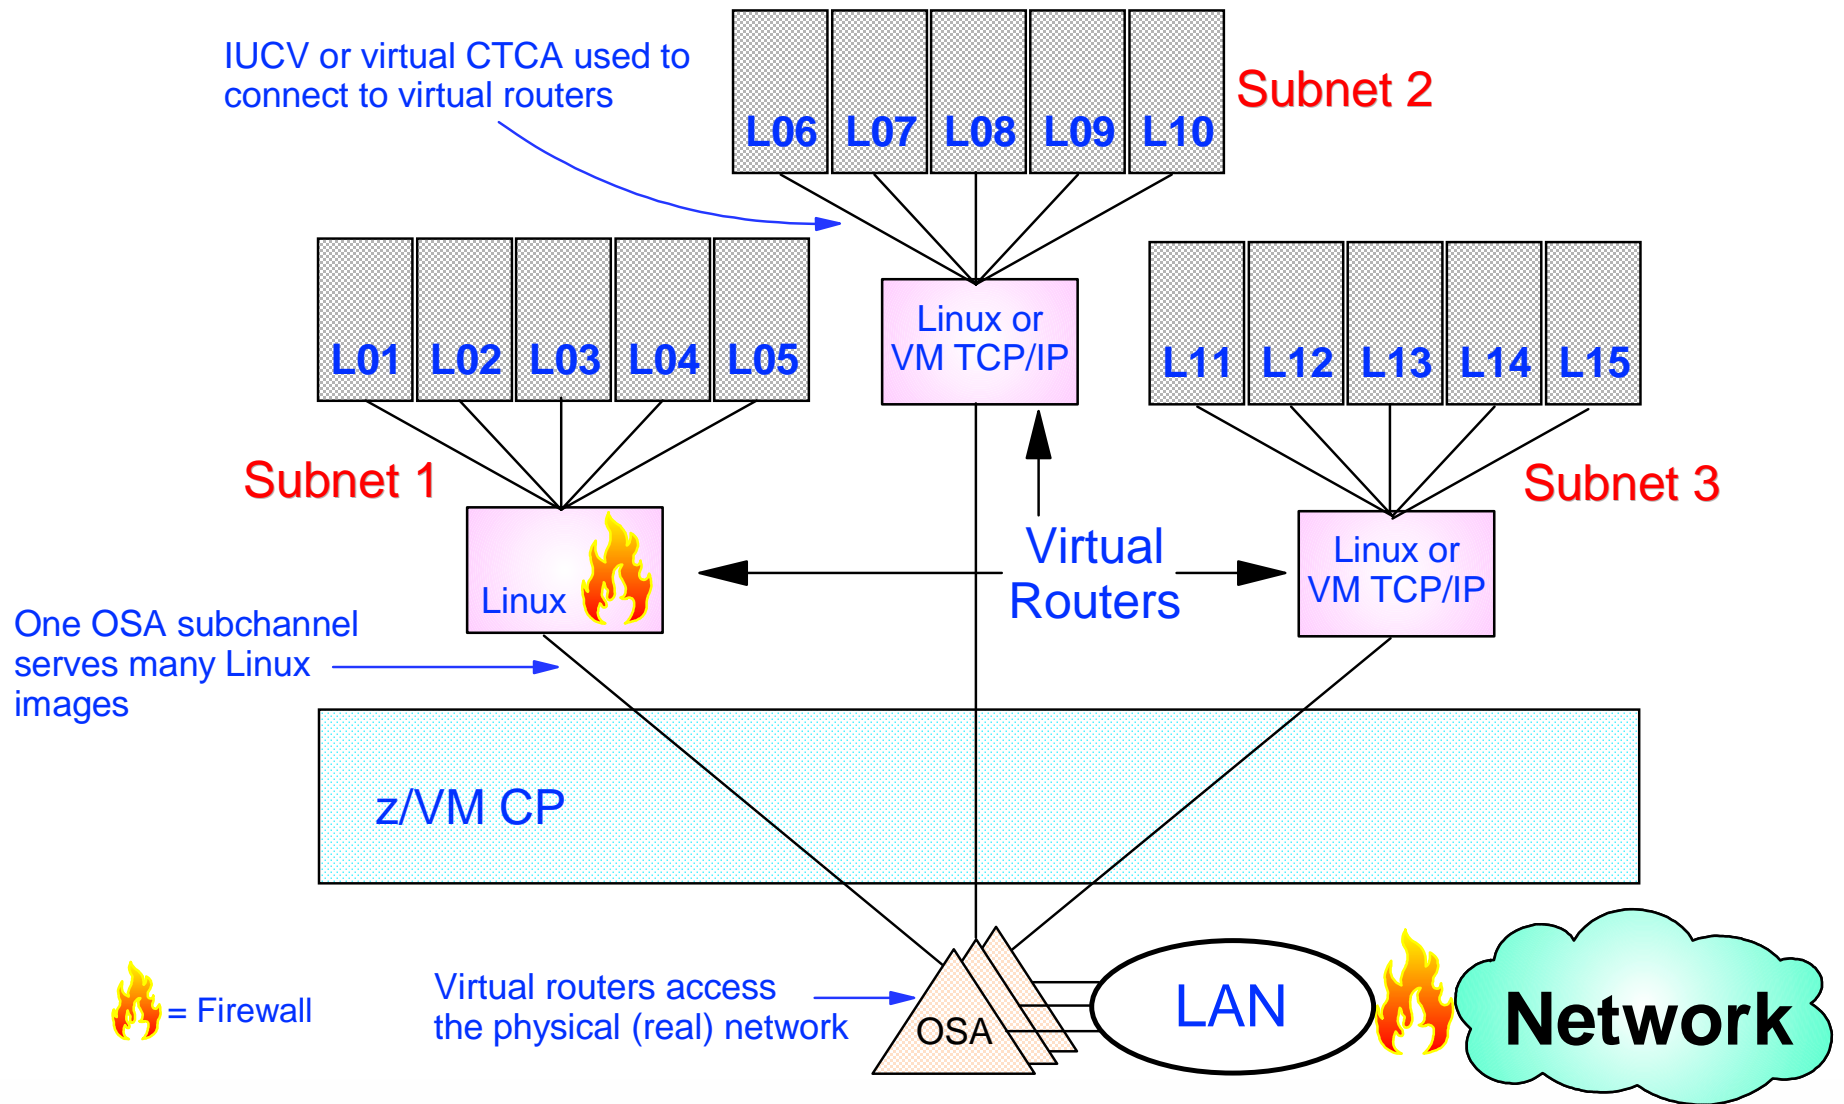 IUCV or virtual CTCA used to
connect to virtual routers
L06 L07 L08 L09 L10
Subnet 2
L01 L02 L03 L04 L05
Linux or
VM TCP/IP
L11 L12 L13 L14 L15
Subnet 1
Subnet 3
Linux
Virtual
Routers
Linux or
VM TCP/IP
One OSA subchannel
serves many Linux
images
z/VM CP
= Firewall
Virtual routers access
the physical (real) network
OSA
LAN
Network